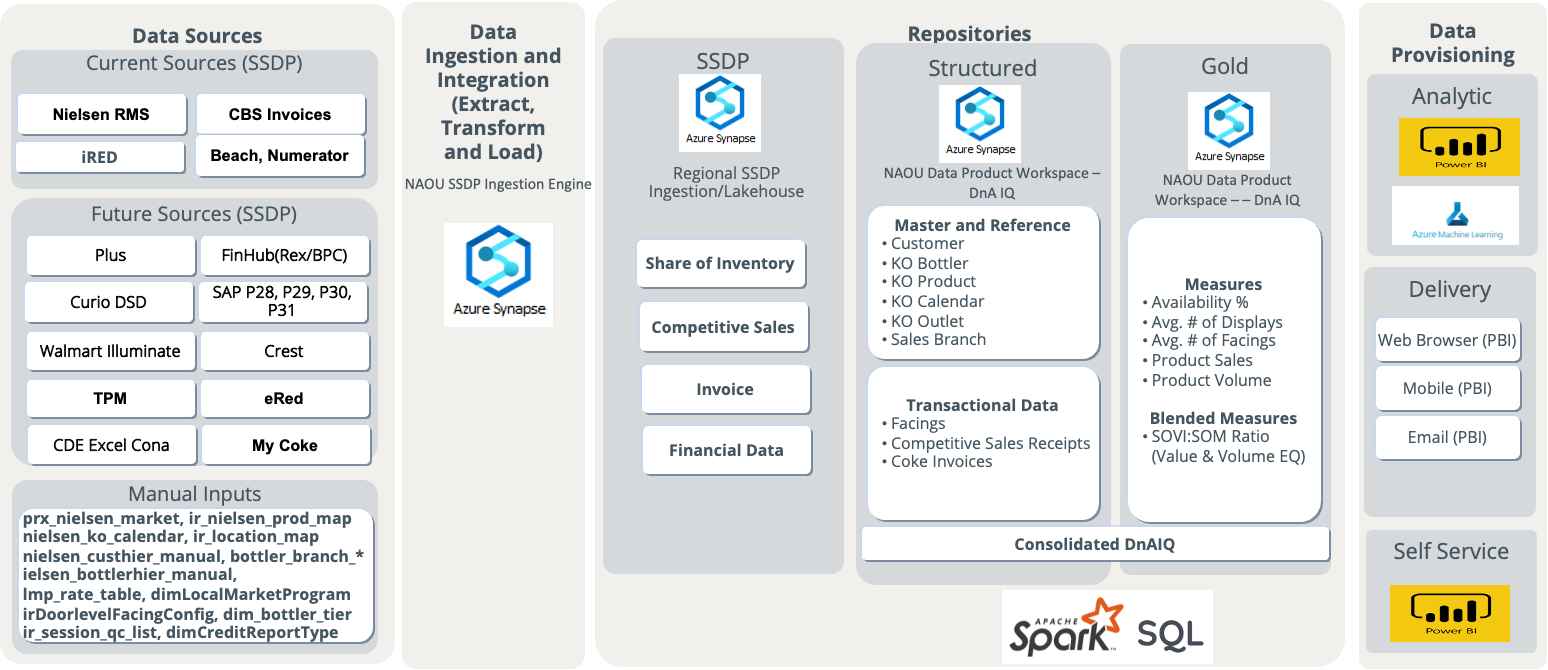 Data Sources
Current Sources (SSDP)
Nielsen RMS
CBS Invoices
iRED
Beach, Numerator
Future Sources (SSDP)
Plus
FinHub(Rex/BPC)
Curio DSD
SAP P28, P29, P30,
P31
Walmart Illuminate
Crest
TPM
eRed
CDE Excel Cona
My Coke
Manual Inputs
prx_nielsen_market, ir_nielsen_prod_map
nielsen_ko_calendar, ir_location_map
nielsen_custhier_manual, bottler_branch_*
ielsen_bottlerhier_manual,
lmp_rate_table, dimLocalMarketProgram
irDoorlevelFacingConfig, dim_bottler_tier
ir_session_qc_list, dimCreditReportType
Data
Ingestion and
Integration
(Extract,
Transform
and Load)
NAOU SSDP Ingestion Engine
Azure Synapse
Repositories
SSDP
Azure Synapse
Regional SSDP
Ingestion/Lakehouse
Share of Inventory
Competitive Sales
Invoice
Financial Data
Structured
Azure Synapse
NAOU Data Product Workspace –
DnA IQ
Master and Reference
• Customer
• KO Bottler
• KO Product
• KO Calendar
• KO Outlet
• Sales Branch
Transactional Data
• Facings
• Competitive Sales Receipts
• Coke Invoices
Gold
Azure Synapse
NAOU Data Product
Workspace – – DnA IQ
Measures
• Availability %
• Avg. # of Displays
• Avg. # of Facings
• Product Sales
• Product Volume
Blended Measures
• SOVI:SOM Ratio
(Value & Volume EQ)
Consolidated DnAIQ
APACHE
Spark™
SQL
Data
Provisioning
Analytic
Power BI
Azure Machine Learning
Delivery
Web Browser (PBI)
Mobile (PBI)
Email (PBI)
Self Service
Power BI